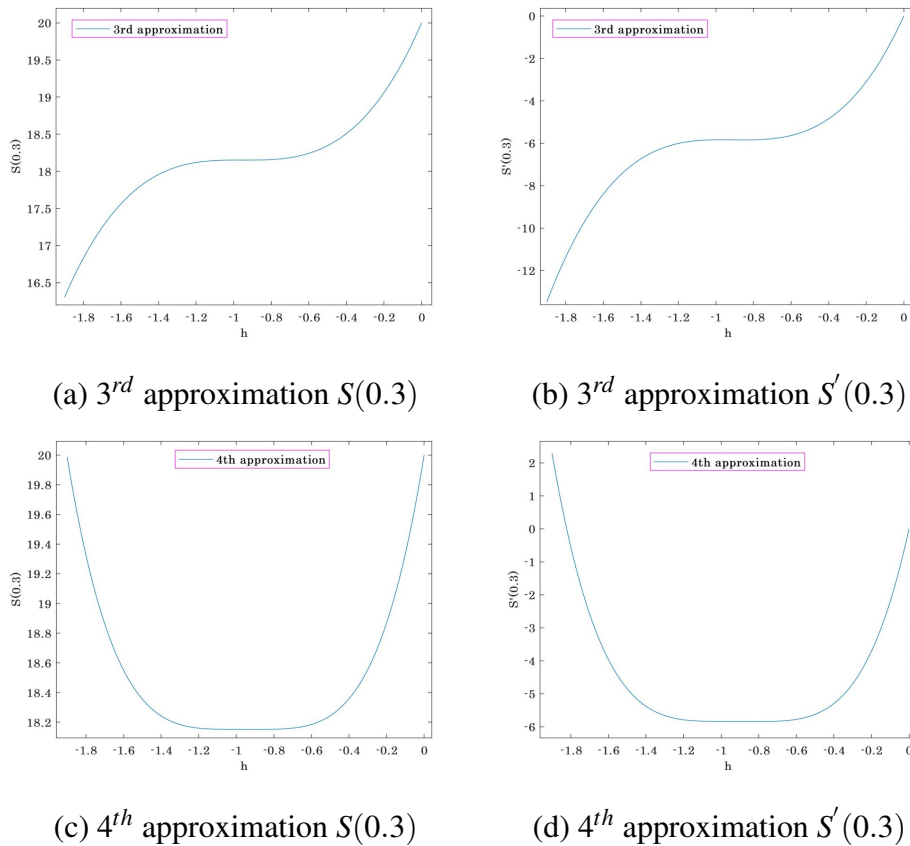 3rd approximation
20
19.5
19
18.5
18
17.5
17
16.5
S(0.3)
-1.8 -1.6 -1.4 -1.2 -1 -0.8 -0.6 -0.4 -0.2 0
h
3rd approximation
0
-2
-4
-6
-8
-10
-12
S'(0.3)
-1.8 -1.6 -1.4 -1.2 -1 -0.8 -0.6 -0.4 -0.2 0
h
(a) 3rd approximation S(0.3)
(b) 3rd approximation S′(0.3)
4th approximation
20
19.8
19.6
19.4
19.2
19
18.8
18.6
18.4
18.2
S(0.3)
-1.8 -1.6 -1.4 -1.2 -1 -0.8 -0.6 -0.4 -0.2 0
h
4th approximation
2
1
0
-1
-2
-3
-4
-5
-6
S'(0.3)
-1.8 -1.6 -1.4 -1.2 -1 -0.8 -0.6 -0.4 -0.2 0
h
(c) 4th approximation S(0.3)
(d) 4th approximation S′(0.3)